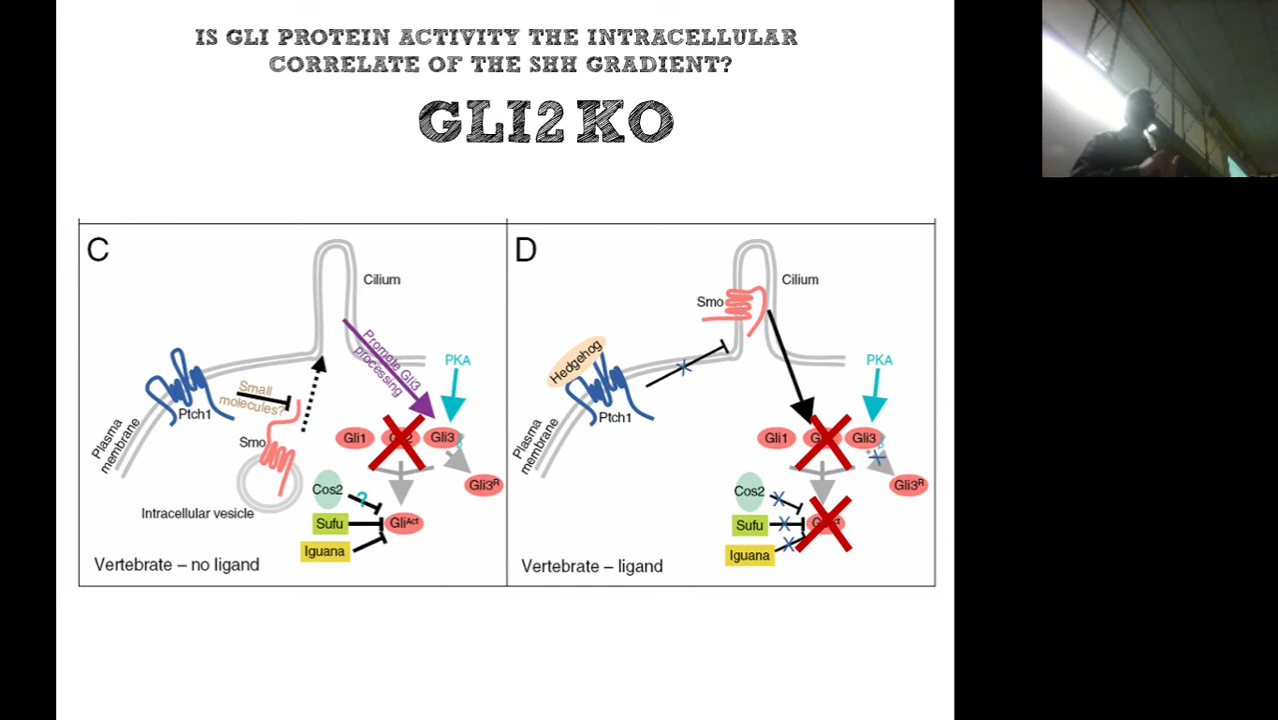 IS GLI PROTEIN ACTIVITY THE INTRACELLULAR
CORRELATE OF THE SHH GRADIENT?
GLI2 KO
C
Cilium
Promote Gli3
processing
PKA
Small
molecules?
Ptch1
Plasma
membrane
Smo
Gli1
Gli3
Gli3R
Cos2
?
Sufu
GliAct
Iguana
Intracellular vesicle
Vertebrate – no ligand
D
Cilium
Smo
Hedgehog
PKA
Ptch1
Plasma
membrane
Gli1
Gli3
Gli3R
Cos2
Sufu
Iguana
Vertebrate – ligand